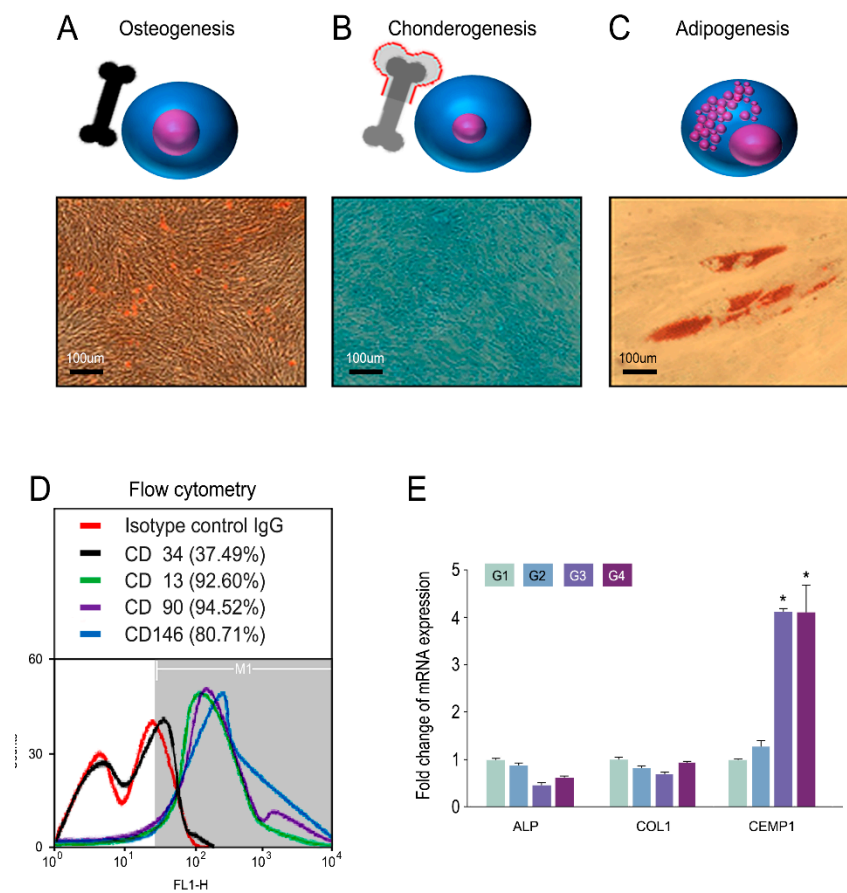 A Osteogenesis
B Chonderogenesis
C Adipogenesis
100um
100um
100um
D Flow cytometry
Isotype control IgG
CD 34 (37.49%)
CD 13 (92.60%)
CD 90 (94.52%)
CD146 (80.71%)
60
30
0
M1
10^0 10^1 10^2 10^3 10^4
FL1-H
E
G1 G2 G3 G4
Fold change of mRNA expression
5
4
3
2
1
0
* *
ALP COL1 CEMP1